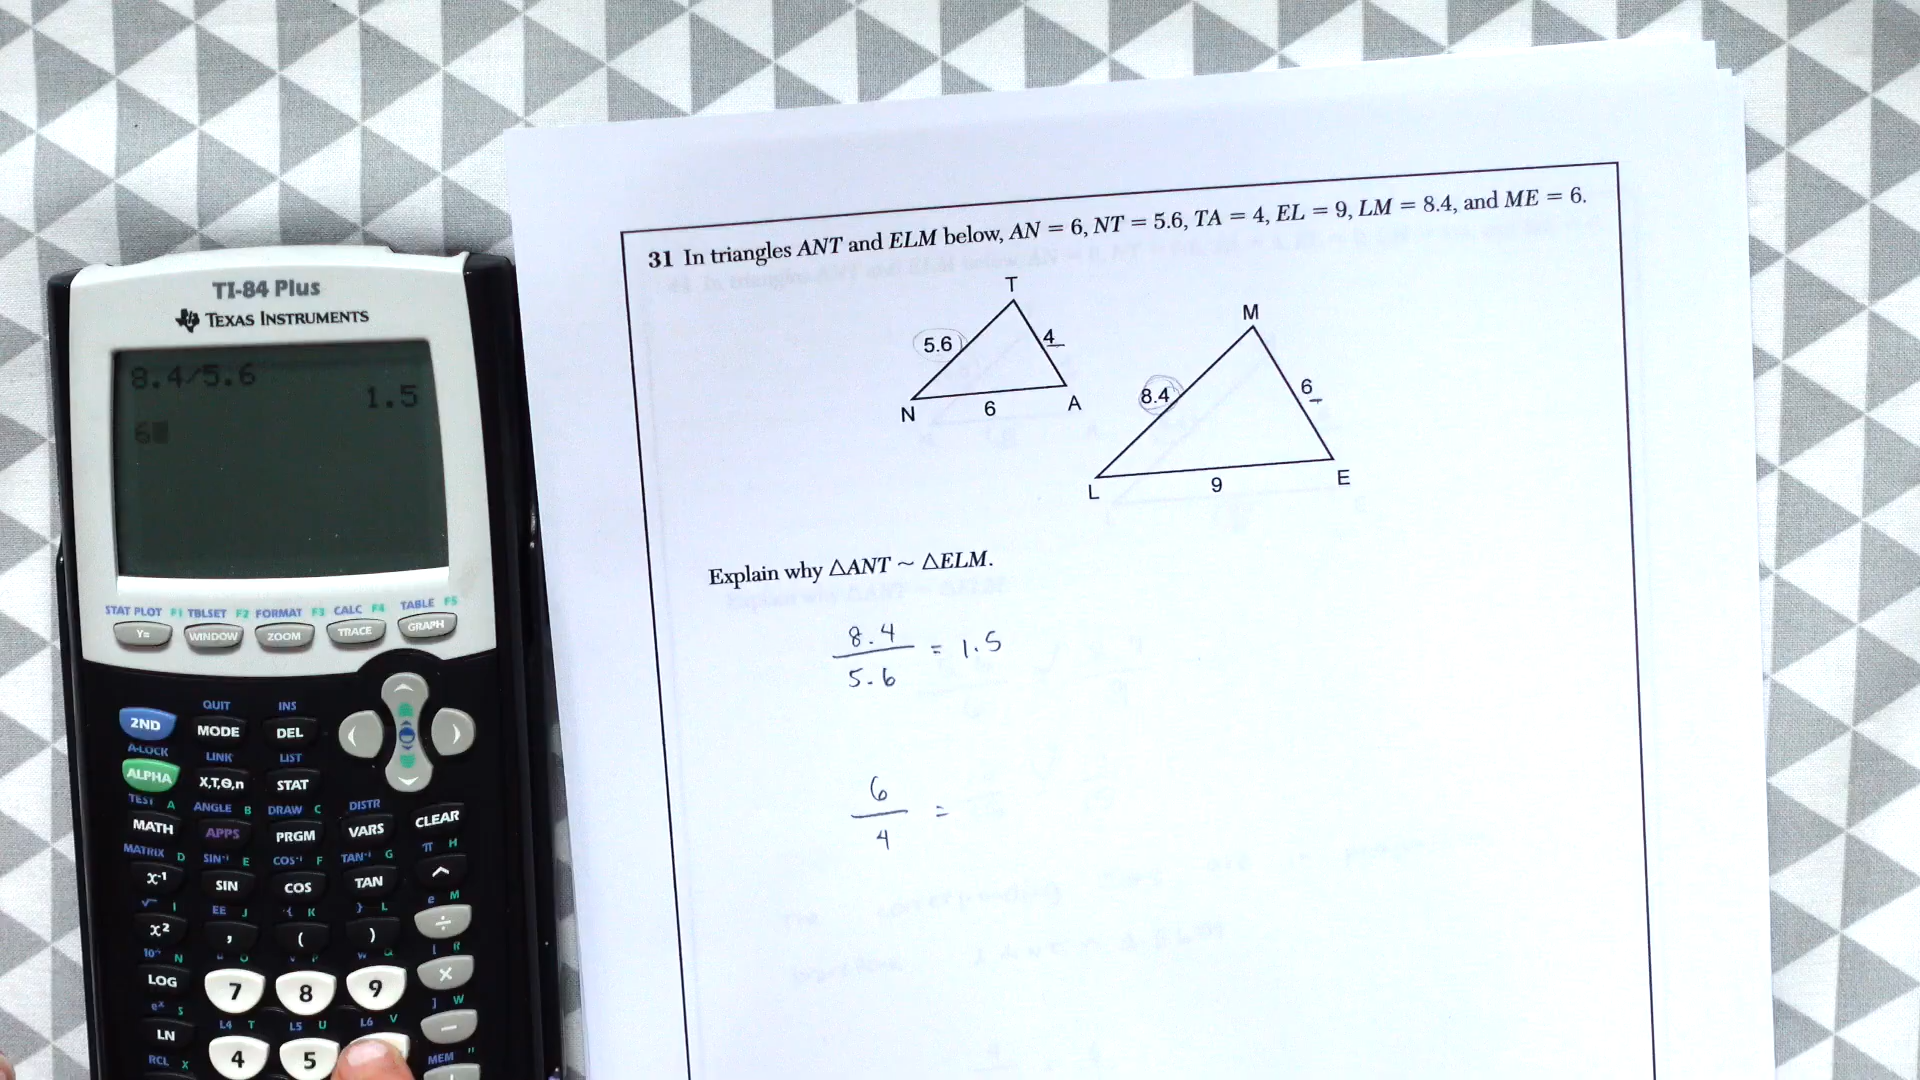 TI-84 Plus
TEXAS INSTRUMENTS
8.4/5.6
1.5
6
STAT PLOT F1 TBLSET F2 FORMAT F3 CALC F4 TABLE F5
Y= WINDOW ZOOM TRACE GRAPH
QUIT INS
2ND MODE DEL
A-LOCK LINK LIST
ALPHA X,T,Θ,n STAT
TEST A ANGLE B DRAW C DISTR
MATH APPS PRGM VARS CLEAR
MATRIX D SIN⁻¹ E COS⁻¹ F TAN⁻¹ G π H
x⁻¹ SIN COS TAN ^
√ I EE J { K } L e M
x² , ( ) ÷
LOG 7 8 9 ×
L4 T L5 U L6 V ] W
LN 4 5 −
RCL X MEM "
31 In triangles ANT and ELM below, AN = 6, NT = 5.6, TA = 4, EL = 9, LM = 8.4, and ME = 6.
T
5.6 4
N 6 A
M
8.4 6
L 9 E
Explain why △ANT ~ △ELM.
8.4
= 1.5
5.6
6
=
4